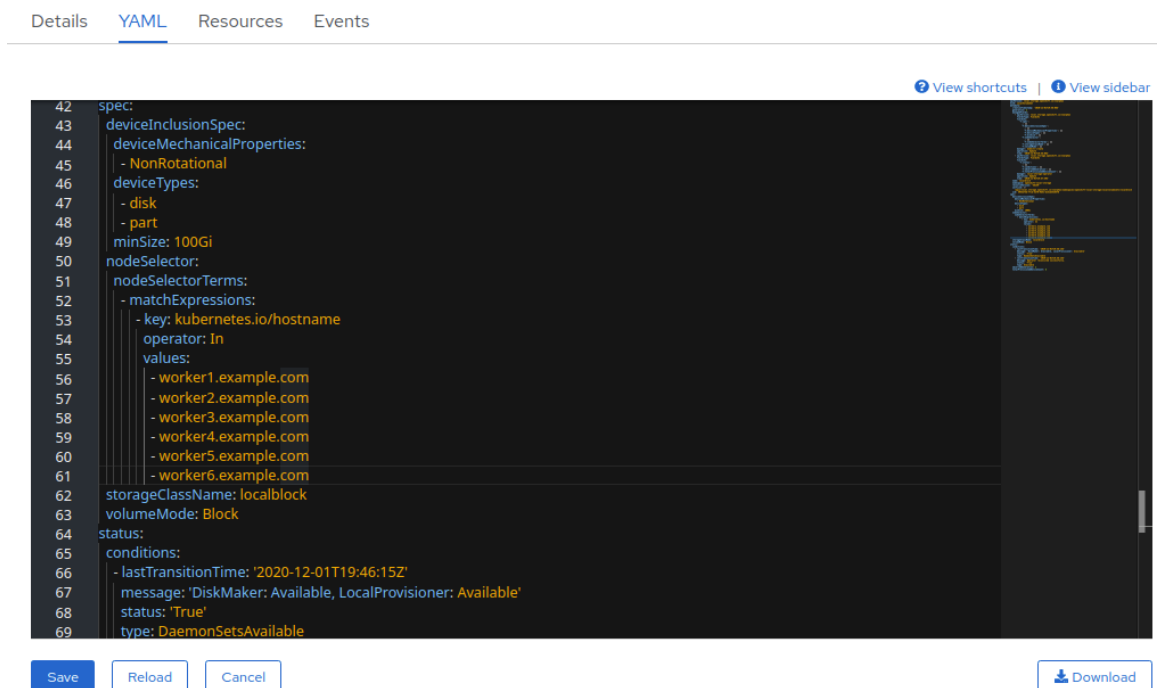 Details YAML Resources Events
View shortcuts | View sidebar
42 spec:
43 deviceInclusionSpec:
44 deviceMechanicalProperties:
45 - NonRotational
46 deviceTypes:
47 - disk
48 - part
49 minSize: 100Gi
50 nodeSelector:
51 nodeSelectorTerms:
52 - matchExpressions:
53 - key: kubernetes.io/hostname
54 operator: In
55 values:
56 - worker1.example.com
57 - worker2.example.com
58 - worker3.example.com
59 - worker4.example.com
60 - worker5.example.com
61 - worker6.example.com
62 storageClassName: localblock
63 volumeMode: Block
64 status:
65 conditions:
66 - lastTransitionTime: '2020-12-01T19:46:15Z'
67 message: 'DiskMaker: Available, LocalProvisioner: Available'
68 status: 'True'
69 type: DaemonSetsAvailable
Save Reload Cancel Download